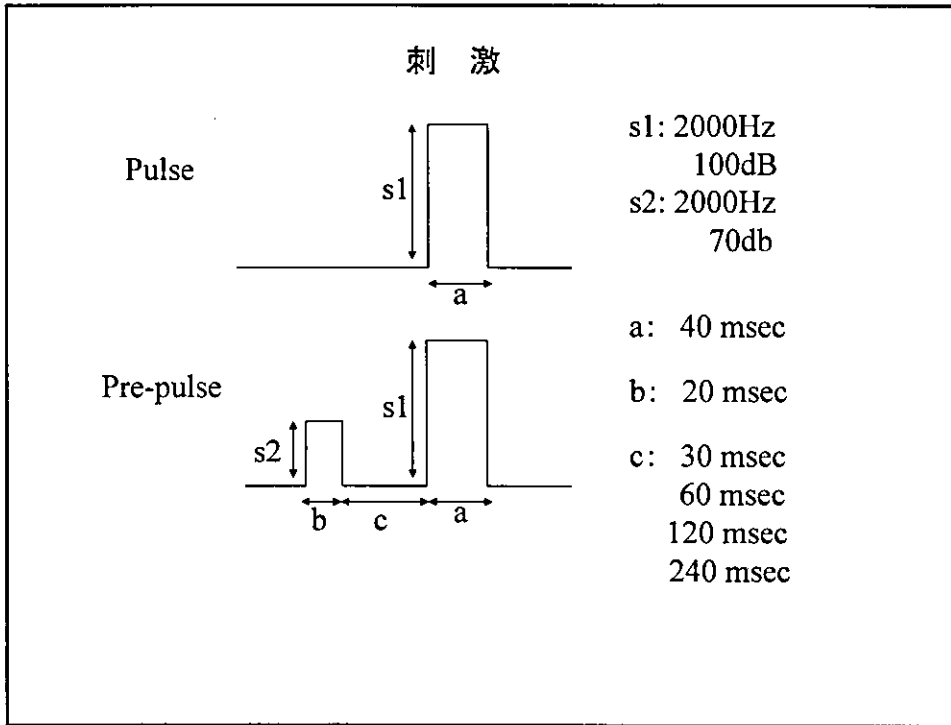 刺 激
Pulse
s1
a
s1: 2000Hz
100dB
s2: 2000Hz
70db
Pre-pulse
s2
s1
b
c
a
a: 40 msec
b: 20 msec
c: 30 msec
60 msec
120 msec
240 msec